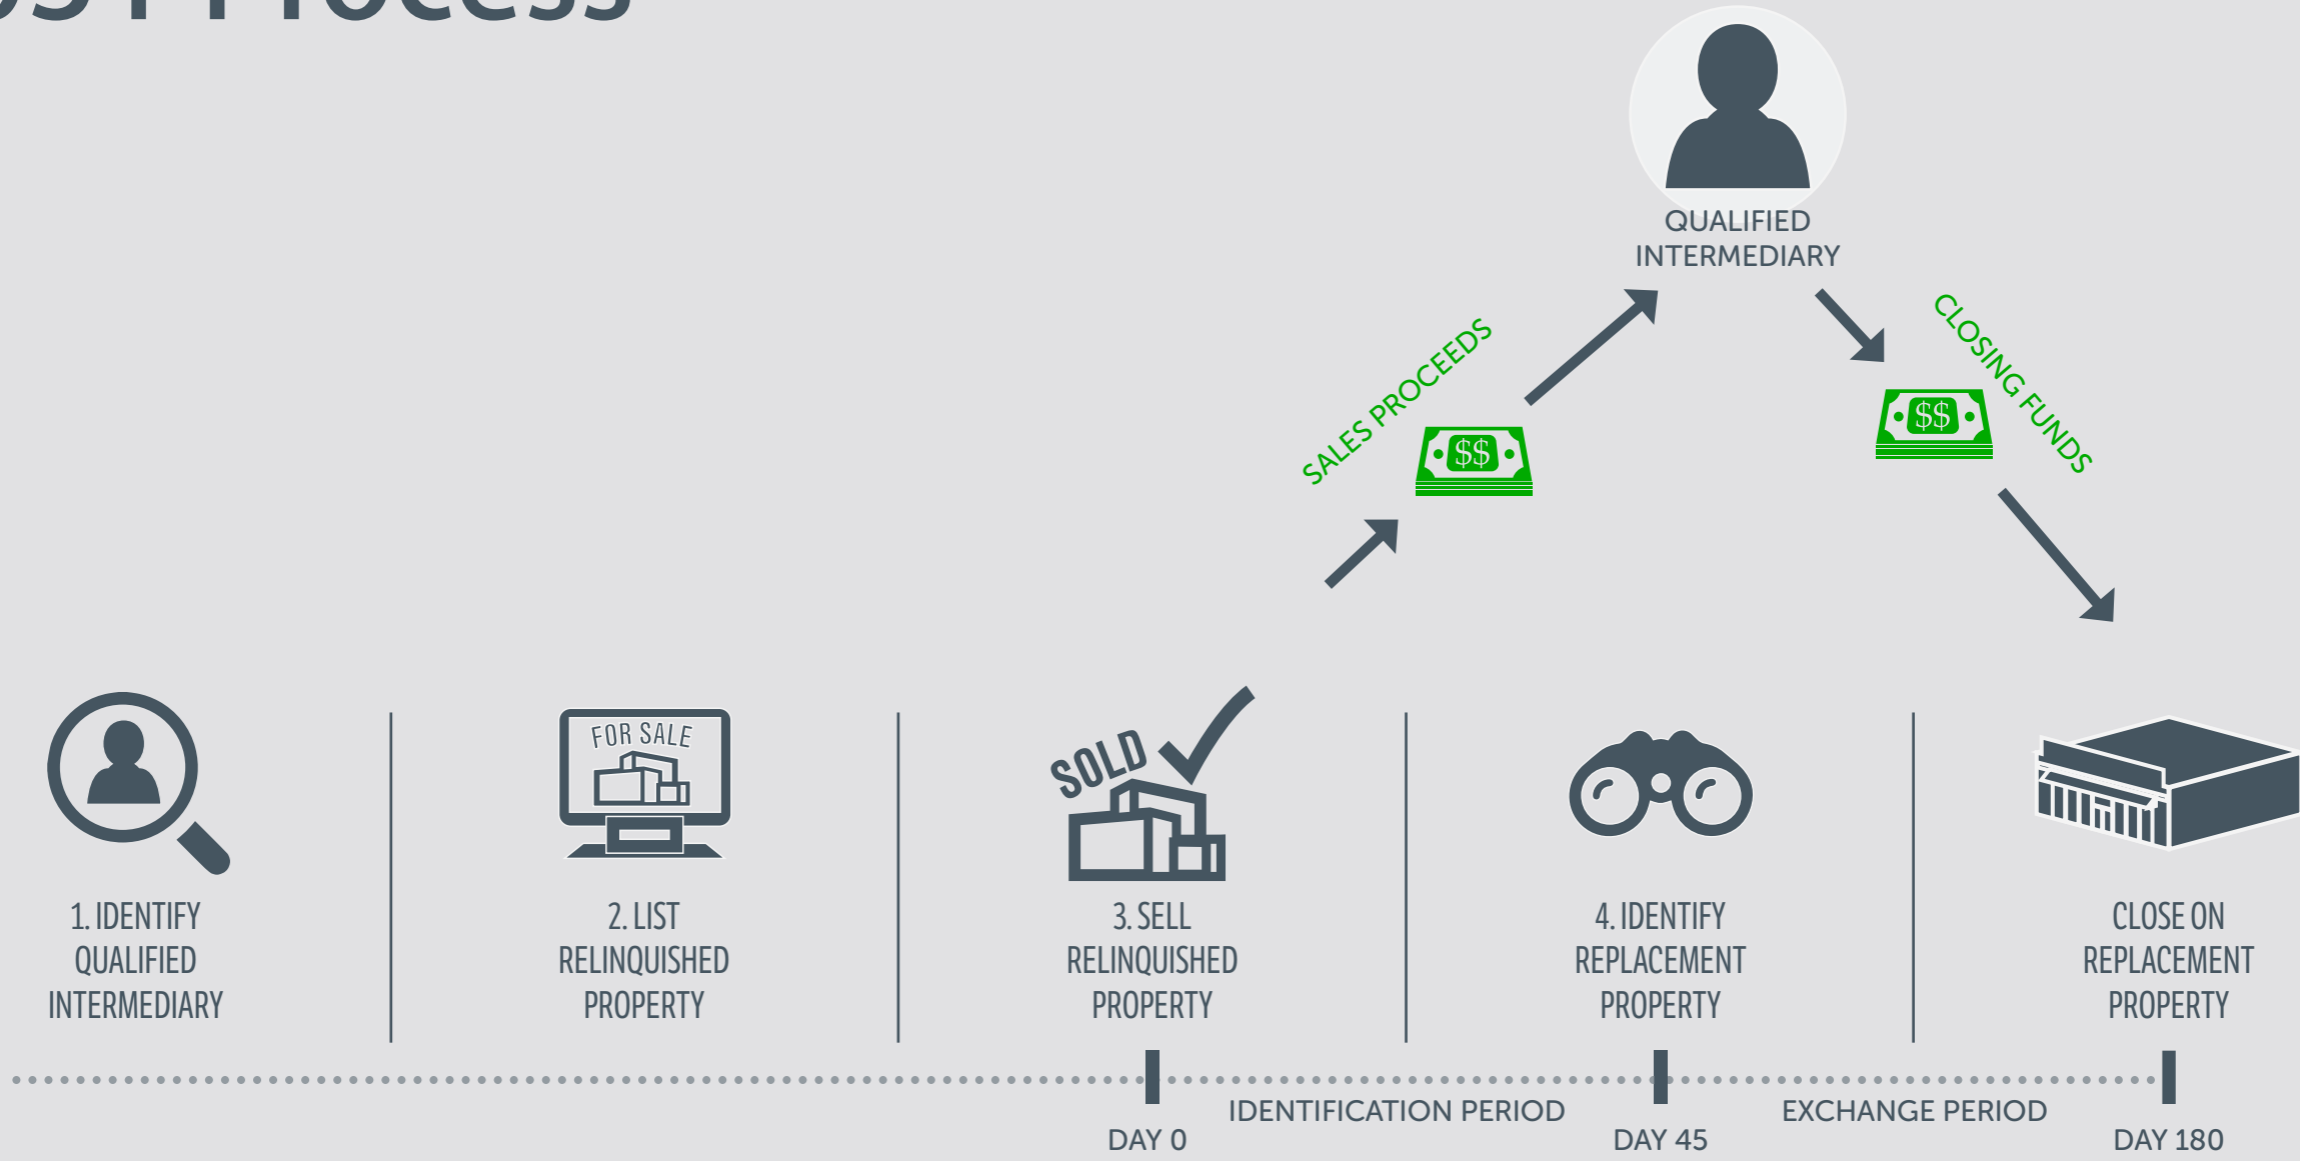 Process
QUALIFIED
INTERMEDIARY
SALES PROCEEDS
$$
CLOSING FUNDS
$$
FOR SALE
SOLD
1. IDENTIFY
QUALIFIED
INTERMEDIARY
2. LIST
RELINQUISHED
PROPERTY
3. SELL
RELINQUISHED
PROPERTY
4. IDENTIFY
REPLACEMENT
PROPERTY
CLOSE ON
REPLACEMENT
PROPERTY
IDENTIFICATION PERIOD
EXCHANGE PERIOD
DAY 0
DAY 45
DAY 180